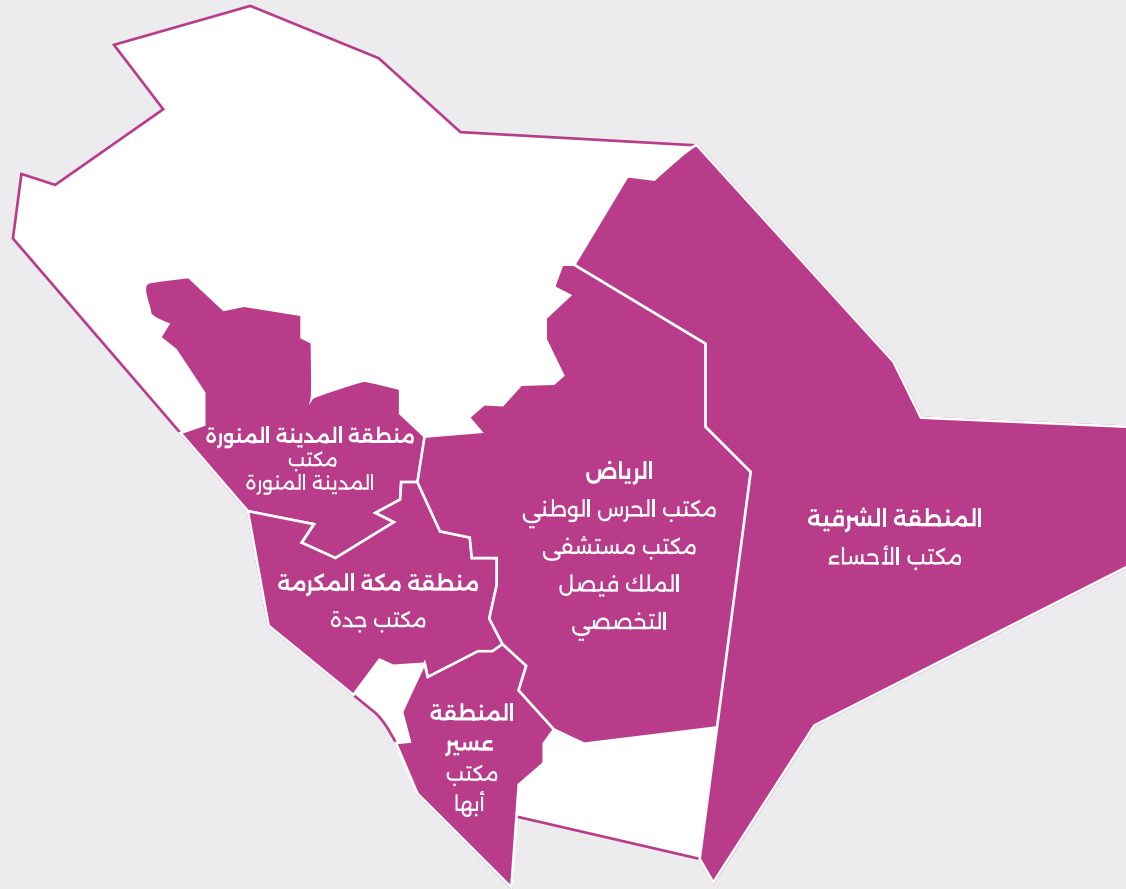 منطقة المدينة المنورة
مكتب
المدينة المنورة
الرياض
مكتب الحرس الوطني
مكتب مستشفى
الملك فيصل
التخصصي
المنطقة الشرقية
مكتب الأحساء
منطقة مكة المكرمة
مكتب جدة
المنطقة
عسير
مكتب
أبها